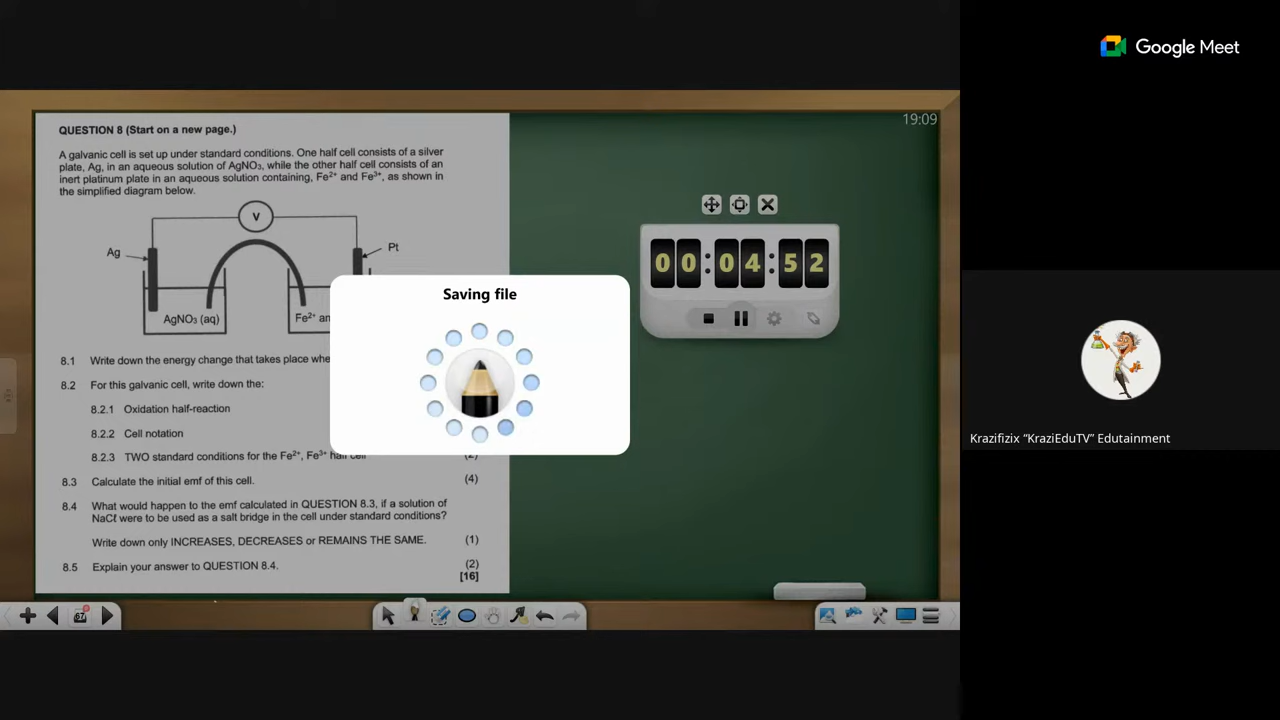 Google Meet
19:09
QUESTION 8 (Start on a new page.)
A galvanic cell is set up under standard conditions. One half cell consists of a silver
plate, Ag, in an aqueous solution of AgNO₃, while the other half cell consists of an
inert platinum plate in an aqueous solution containing, Fe²⁺ and Fe³⁺, as shown in
the simplified diagram below.
V
Ag
Pt
AgNO₃ (aq)
Fe²⁺ an
00:04:52
Saving file
8.1 Write down the energy change that takes place whe
8.2 For this galvanic cell, write down the:
8.2.1 Oxidation half-reaction
8.2.2 Cell notation
8.2.3 TWO standard conditions for the Fe²⁺, Fe³⁺ half cell
8.3 Calculate the initial emf of this cell. (4)
8.4 What would happen to the emf calculated in QUESTION 8.3, if a solution of
NaCℓ were to be used as a salt bridge in the cell under standard conditions?
Write down only INCREASES, DECREASES or REMAINS THE SAME. (1)
8.5 Explain your answer to QUESTION 8.4. (2)
[16]
67
Krazifizix “KraziEduTV” Edutainment